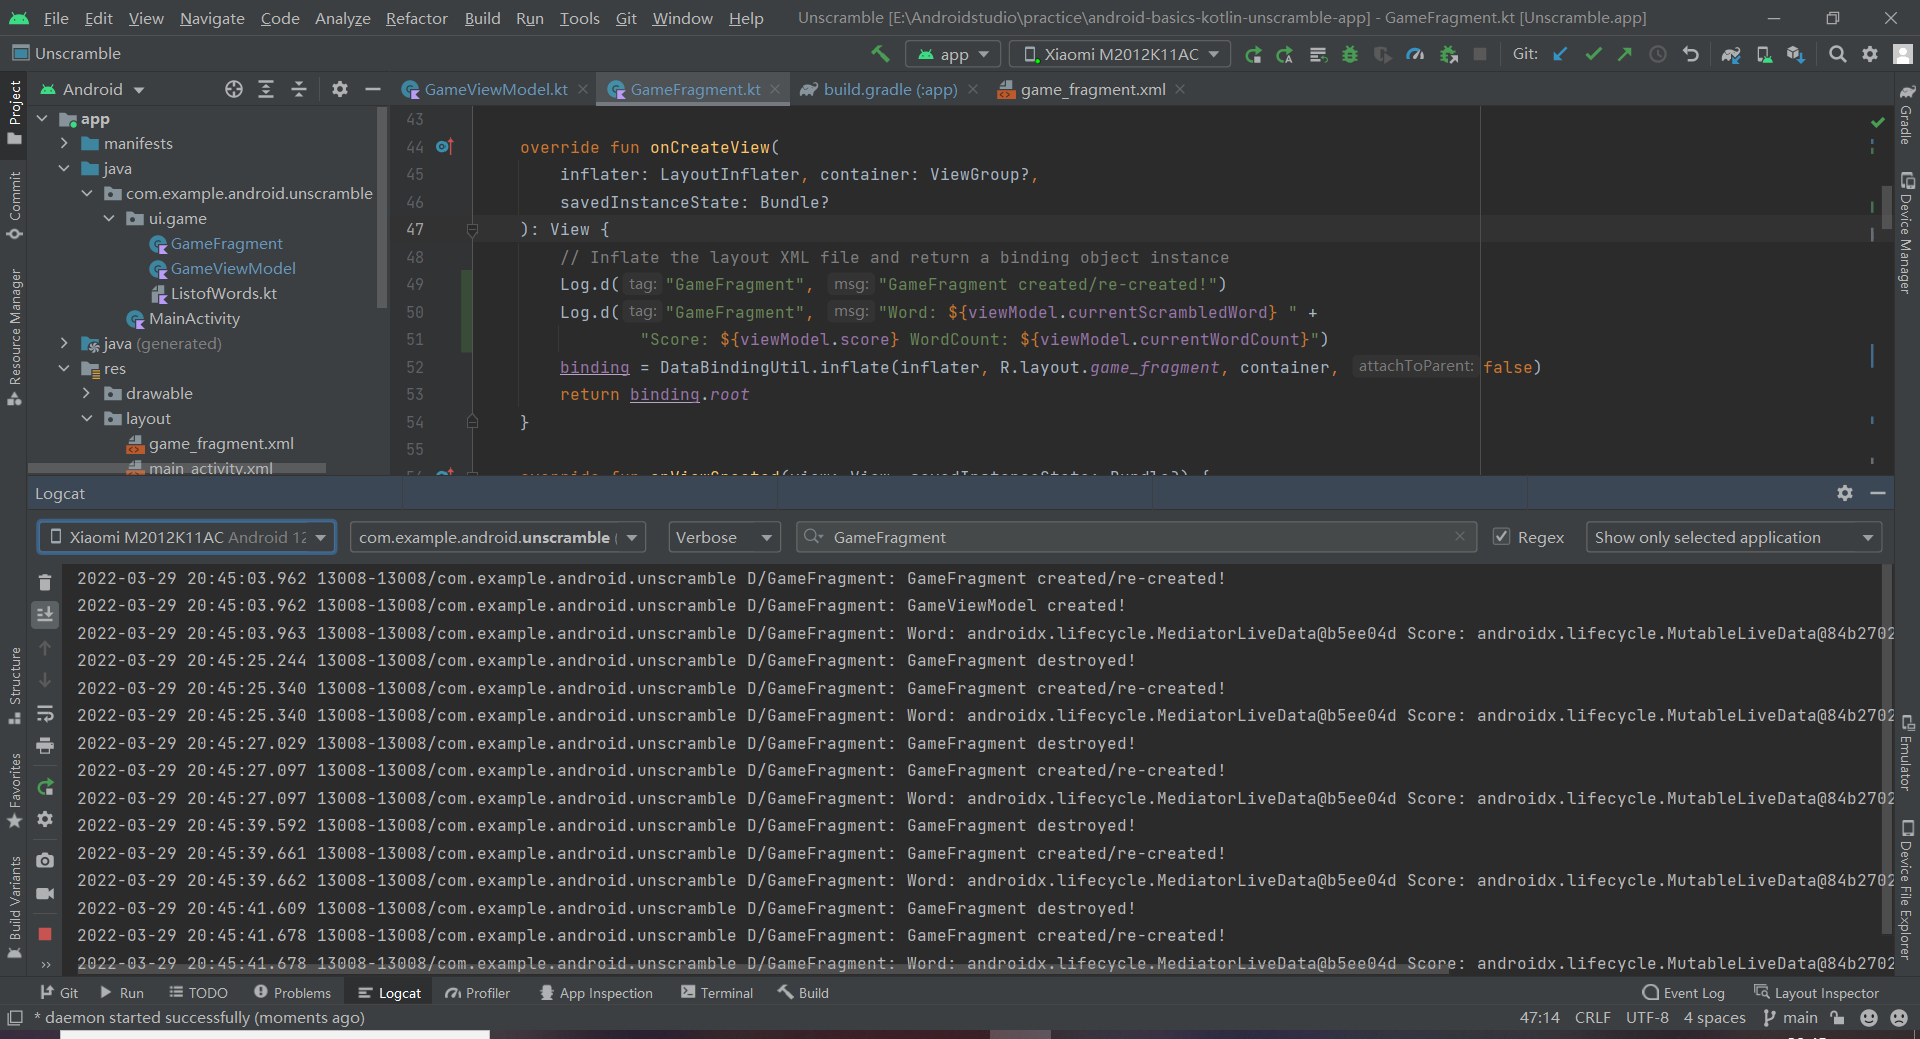 File Edit View Navigate Code Analyze Refactor Build Run Tools Git Window Help Unscramble [E:\Androidstudio\practice\android-basics-kotlin-unscramble-app] - GameFragment.kt [Unscramble.app]
Unscramble app Xiaomi M2012K11AC Git:
Android GameViewModel.kt GameFragment.kt build.gradle (:app) game_fragment.xml
Project
Commit
Resource Manager
Structure
Favorites
Build Variants
app
manifests
java
com.example.android.unscramble
ui.game
GameFragment
GameViewModel
ListofWords.kt
MainActivity
java (generated)
res
drawable
layout
game_fragment.xml
main_activity.xml
43
44 override fun onCreateView(
45 inflater: LayoutInflater, container: ViewGroup?,
46 savedInstanceState: Bundle?
47 ): View {
48 // Inflate the layout XML file and return a binding object instance
49 Log.d( tag: "GameFragment", msg: "GameFragment created/re-created!")
50 Log.d( tag: "GameFragment", msg: "Word: ${viewModel.currentScrambledWord} " +
51 "Score: ${viewModel.score} WordCount: ${viewModel.currentWordCount}")
52 binding = DataBindingUtil.inflate(inflater, R.layout.game_fragment, container, attachToParent: false)
53 return binding.root
54 }
55
override fun onViewCreated(view: View, savedInstanceState: Bundle?) {
Gradle
Device Manager
Emulator
Device File Explorer
Logcat
Xiaomi M2012K11AC Android 12 com.example.android.unscramble ( Verbose GameFragment Regex Show only selected application
2022-03-29 20:45:03.962 13008-13008/com.example.android.unscramble D/GameFragment: GameFragment created/re-created!
2022-03-29 20:45:03.962 13008-13008/com.example.android.unscramble D/GameFragment: GameViewModel created!
2022-03-29 20:45:03.963 13008-13008/com.example.android.unscramble D/GameFragment: Word: androidx.lifecycle.MediatorLiveData@b5ee04d Score: androidx.lifecycle.MutableLiveData@84b2702
2022-03-29 20:45:25.244 13008-13008/com.example.android.unscramble D/GameFragment: GameFragment destroyed!
2022-03-29 20:45:25.340 13008-13008/com.example.android.unscramble D/GameFragment: GameFragment created/re-created!
2022-03-29 20:45:25.340 13008-13008/com.example.android.unscramble D/GameFragment: Word: androidx.lifecycle.MediatorLiveData@b5ee04d Score: androidx.lifecycle.MutableLiveData@84b2702
2022-03-29 20:45:27.029 13008-13008/com.example.android.unscramble D/GameFragment: GameFragment destroyed!
2022-03-29 20:45:27.097 13008-13008/com.example.android.unscramble D/GameFragment: GameFragment created/re-created!
2022-03-29 20:45:27.097 13008-13008/com.example.android.unscramble D/GameFragment: Word: androidx.lifecycle.MediatorLiveData@b5ee04d Score: androidx.lifecycle.MutableLiveData@84b2702
2022-03-29 20:45:39.592 13008-13008/com.example.android.unscramble D/GameFragment: GameFragment destroyed!
2022-03-29 20:45:39.661 13008-13008/com.example.android.unscramble D/GameFragment: GameFragment created/re-created!
2022-03-29 20:45:39.662 13008-13008/com.example.android.unscramble D/GameFragment: Word: androidx.lifecycle.MediatorLiveData@b5ee04d Score: androidx.lifecycle.MutableLiveData@84b2702
2022-03-29 20:45:41.609 13008-13008/com.example.android.unscramble D/GameFragment: GameFragment destroyed!
2022-03-29 20:45:41.678 13008-13008/com.example.android.unscramble D/GameFragment: GameFragment created/re-created!
2022-03-29 20:45:41.678 13008-13008/com.example.android.unscramble D/GameFragment: Word: androidx.lifecycle.MediatorLiveData@b5ee04d Score: androidx.lifecycle.MutableLiveData@84b2702
Git Run TODO Problems Logcat Profiler App Inspection Terminal Build Event Log Layout Inspector
* daemon started successfully (moments ago) 47:14 CRLF UTF-8 4 spaces main